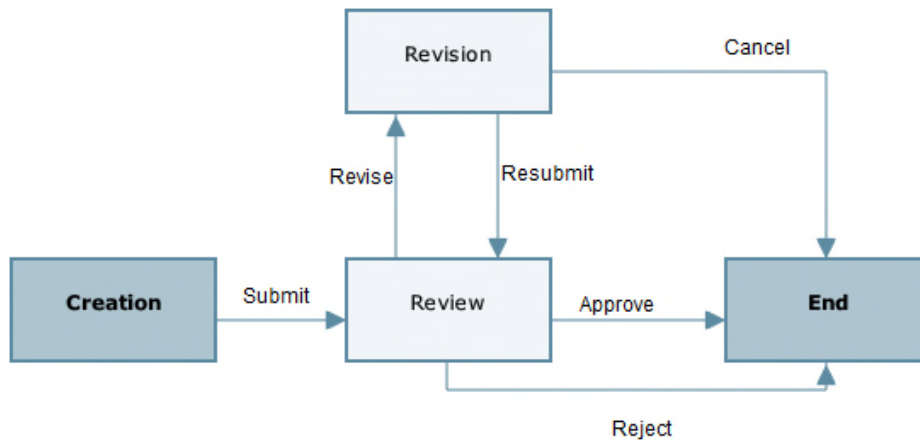 Revision
Cancel
Revise
Resubmit
Creation
Submit
Review
Approve
End
Reject